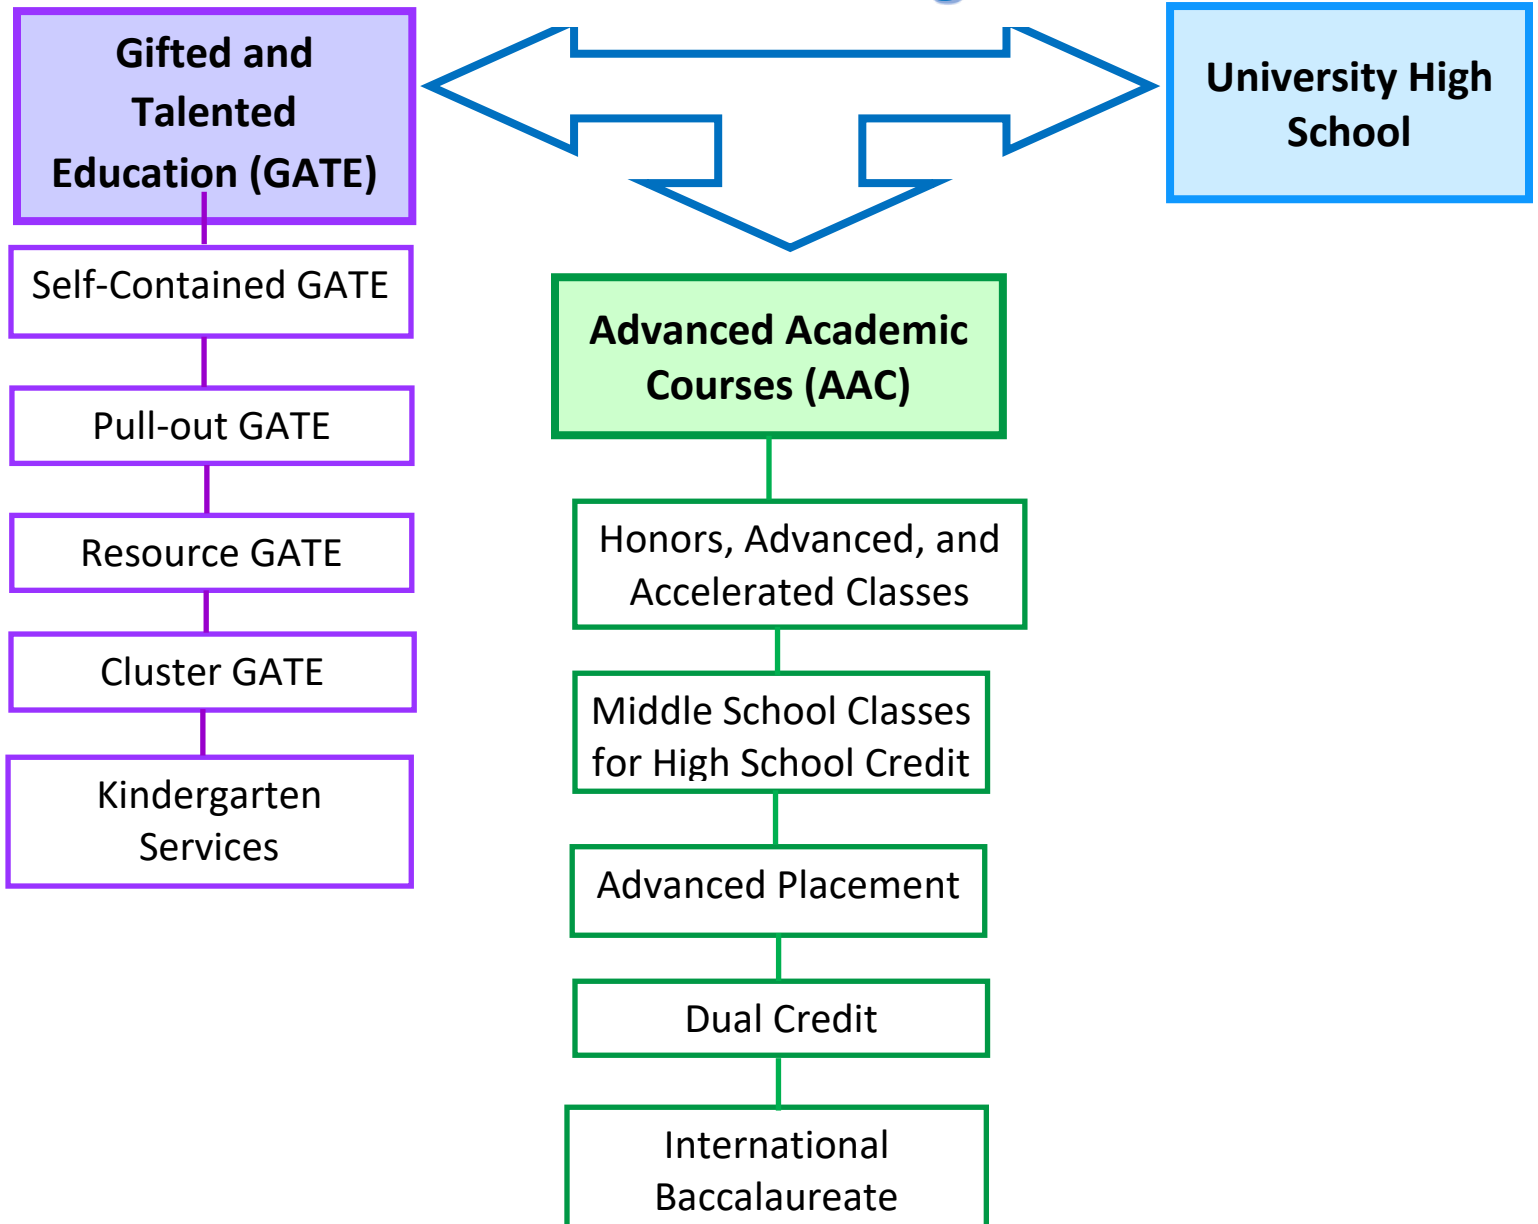 Gifted and
Talented
Education (GATE)
University High
School
Self-Contained GATE
Pull-out GATE
Resource GATE
Cluster GATE
Kindergarten
Services
Advanced Academic
Courses (AAC)
Honors, Advanced, and
Accelerated Classes
Middle School Classes
for High School Credit
Advanced Placement
Dual Credit
International
Baccalaureate